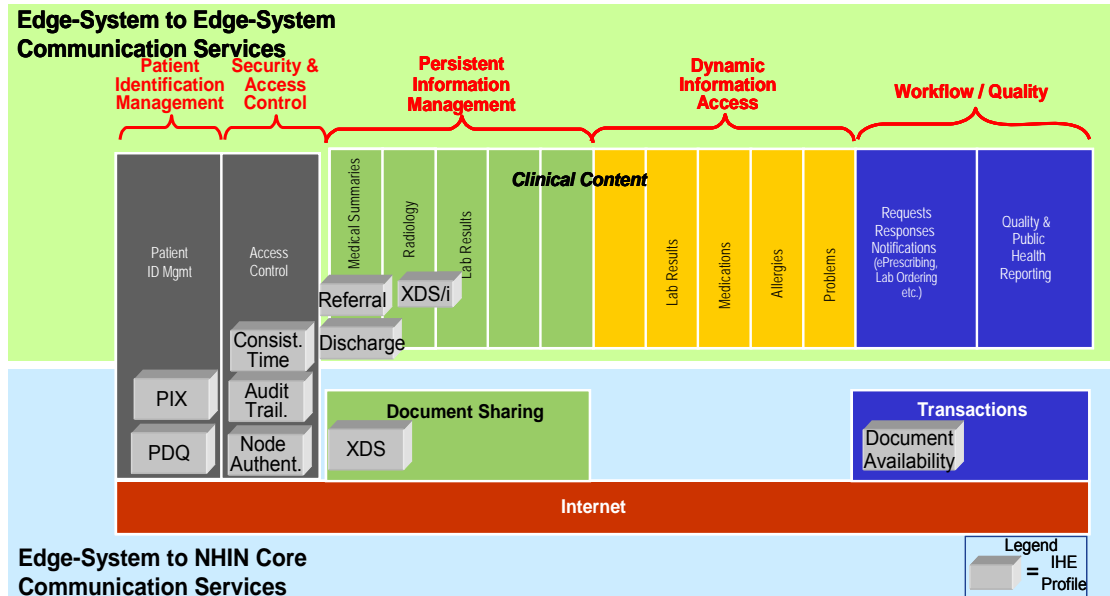 Edge-System to Edge-System
Communication Services
Patient
Identification
Management
Security &
Access
Control
Persistent
Information
Management
Dynamic
Information
Access
Workflow / Quality
Clinical Content
Patient
ID Mgmt
Access
Control
Medical Summaries
Radiology
Lab Results
Lab Results
Medications
Allergies
Problems
Requests
Responses
Notifications
(ePrescribing,
Lab Ordering
etc.)
Quality &
Public
Health
Reporting
Referral
XDS/i
Discharge
Consist.
Time
PIX
Audit
Trail.
PDQ
Node
Authent.
Document Sharing
XDS
Transactions
Document
Availability
Internet
Edge-System to NHIN Core
Communication Services
Legend
= IHE
Profile